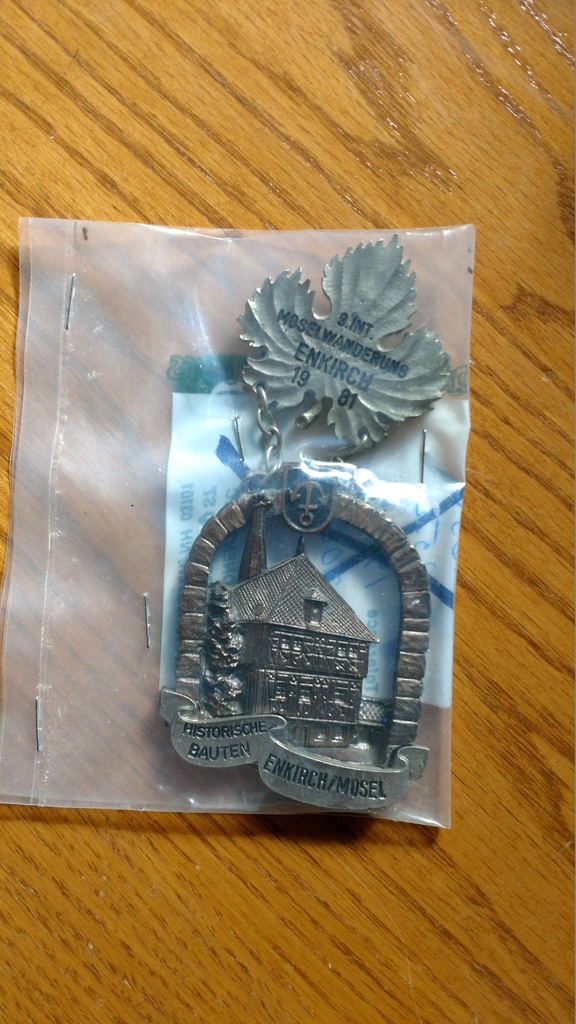 9.INT.
MOSELWANDERUNG
ENKIRCH
19 81
HISTORISCHE
BAUTEN
ENKIRCH/MOSEL